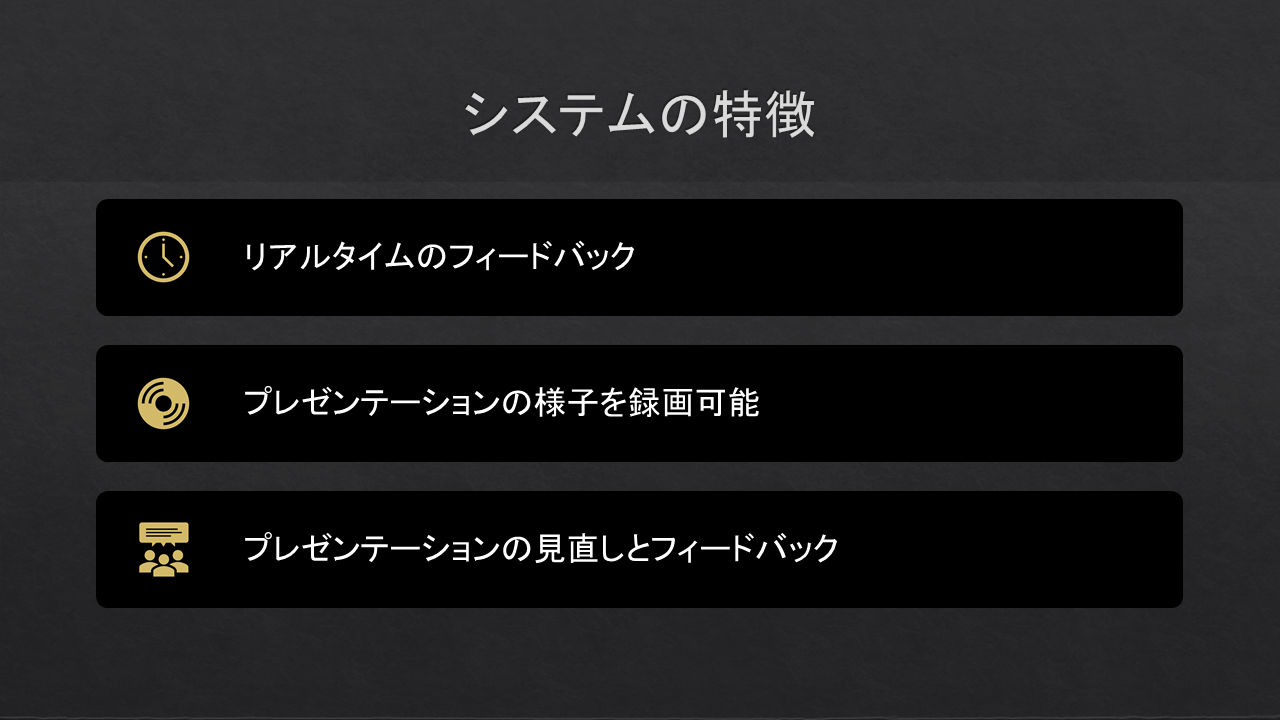 システムの特徴
リアルタイムのフィードバック
プレゼンテーションの様子を録画可能
プレゼンテーションの見直しとフィードバック